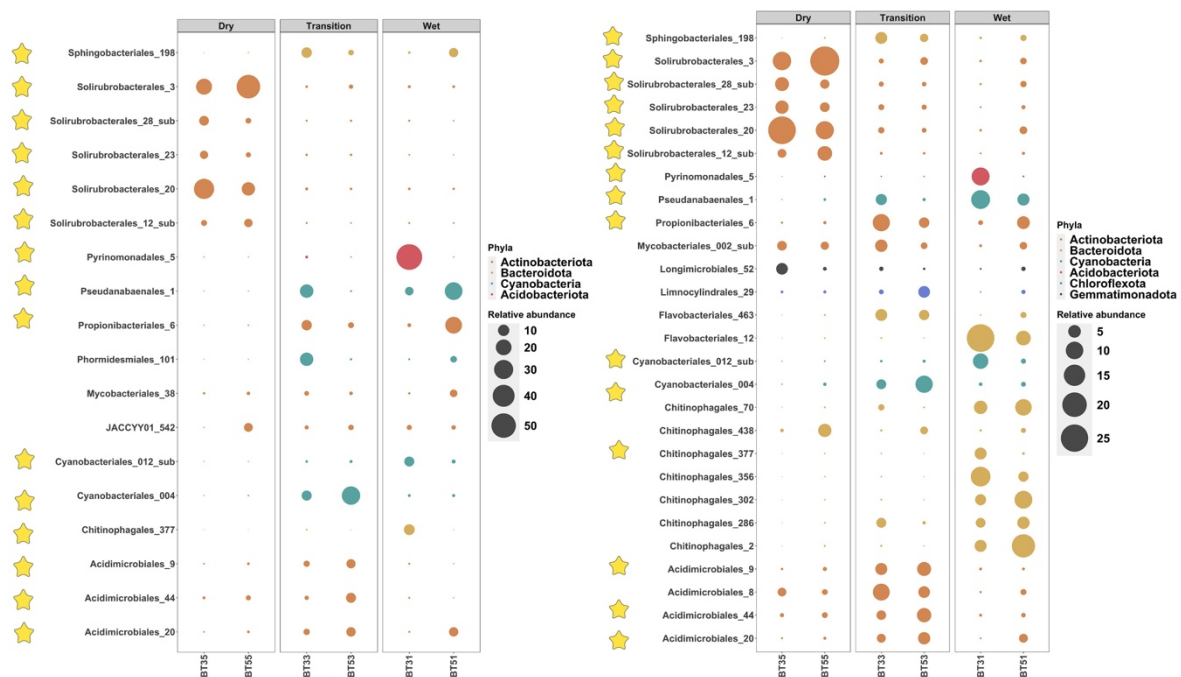 Dry Transition Wet
Sphingobacteriales_198
Solirubrobacterales_3
Solirubrobacterales_28_sub
Solirubrobacterales_23
Solirubrobacterales_20
Solirubrobacterales_12_sub
Pyrinomonadales_5
Pseudanabaenales_1
Propionibacteriales_6
Phormidesmiales_101
Mycobacteriales_38
JACCYY01_542
Cyanobacteriales_012_sub
Cyanobacteriales_004
Chitinophagales_377
Acidimicrobiales_9
Acidimicrobiales_44
Acidimicrobiales_20
BT35 BT55 BT33 BT53 BT31 BT51
Phyla
Actinobacteriota
Bacteroidota
Cyanobacteria
Acidobacteriota
Relative abundance
10
20
30
40
50
Dry Transition Wet
Sphingobacteriales_198
Solirubrobacterales_3
Solirubrobacterales_28_sub
Solirubrobacterales_23
Solirubrobacterales_20
Solirubrobacterales_12_sub
Pyrinomonadales_5
Pseudanabaenales_1
Propionibacteriales_6
Mycobacteriales_002_sub
Longimicrobiales_52
Limnocylindrales_29
Flavobacteriales_463
Flavobacteriales_12
Cyanobacteriales_012_sub
Cyanobacteriales_004
Chitinophagales_70
Chitinophagales_438
Chitinophagales_377
Chitinophagales_356
Chitinophagales_302
Chitinophagales_286
Chitinophagales_2
Acidimicrobiales_9
Acidimicrobiales_8
Acidimicrobiales_44
Acidimicrobiales_20
BT35 BT55 BT33 BT53 BT31 BT51
Phyla
Actinobacteriota
Bacteroidota
Cyanobacteria
Acidobacteriota
Chloroflexota
Gemmatimonadota
Relative abundance
5
10
15
20
25